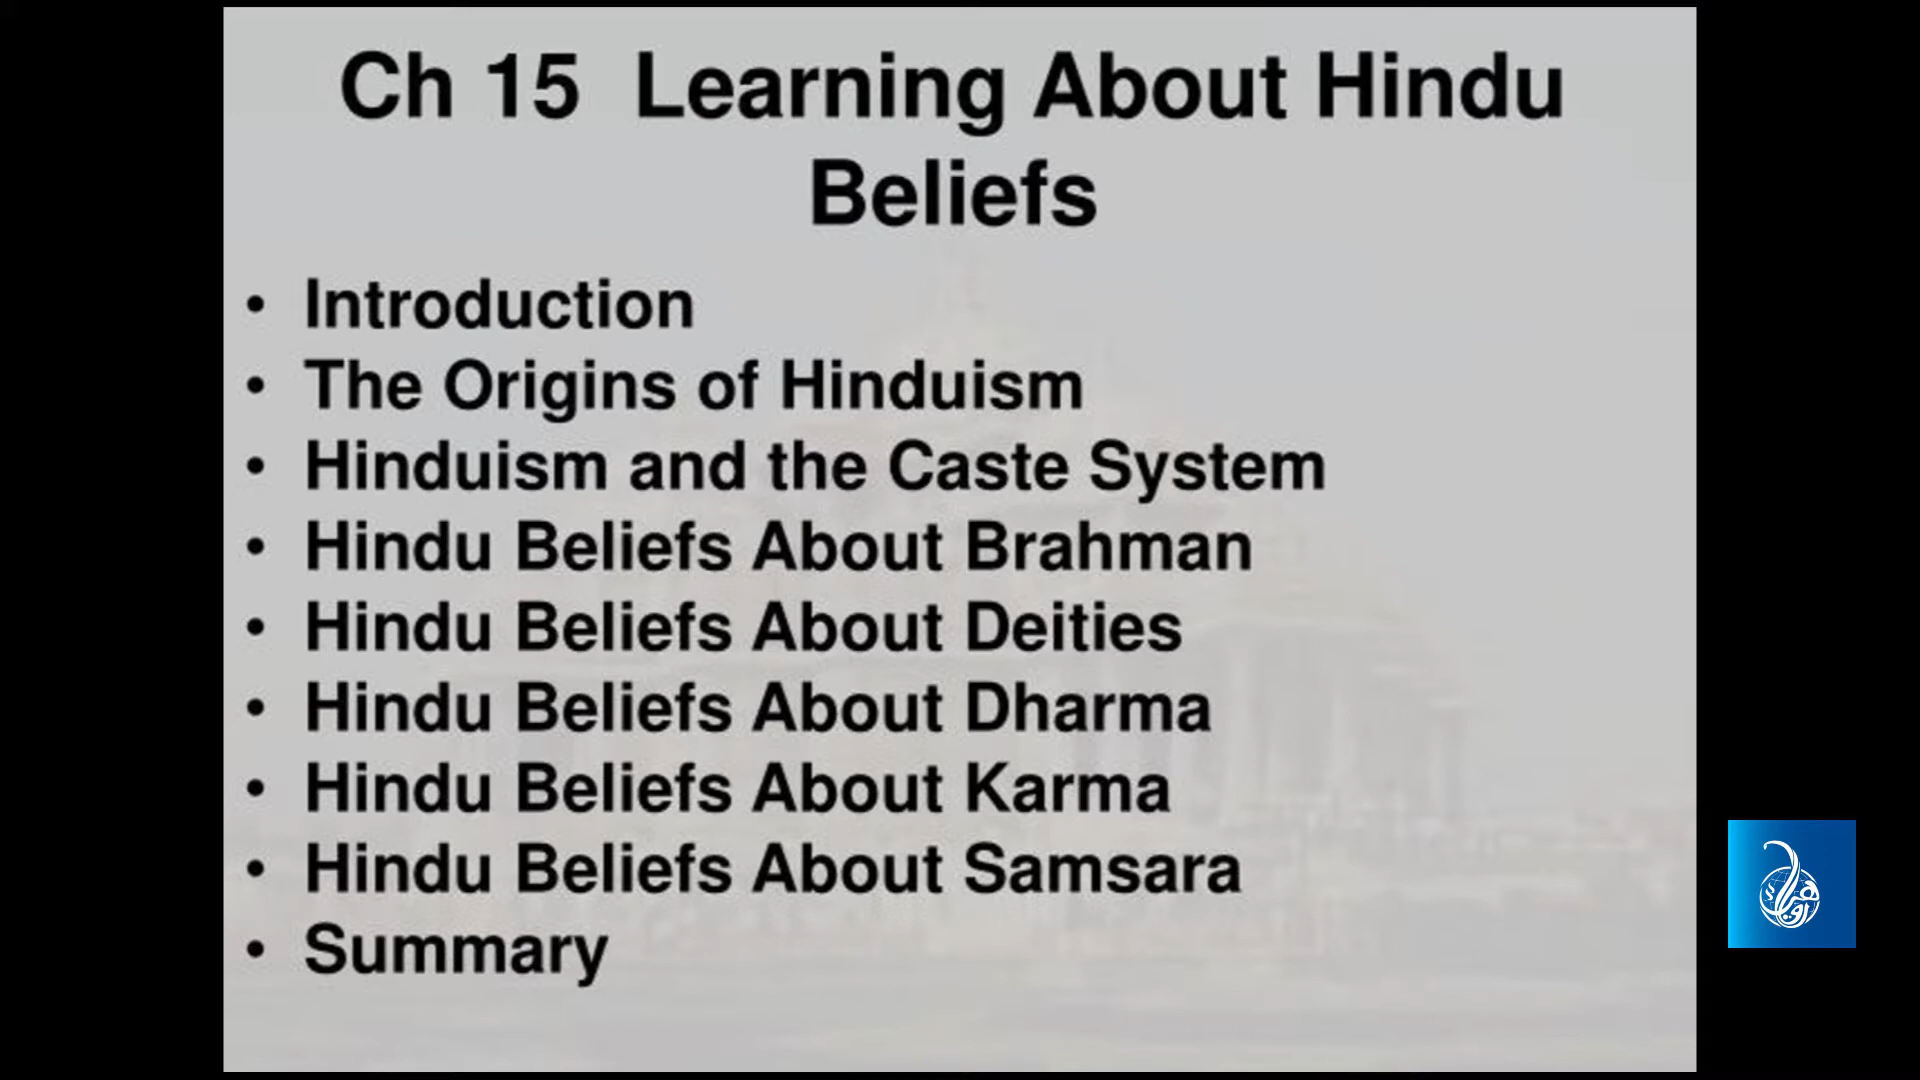 Ch 15 Learning About Hindu
Beliefs
• Introduction
• The Origins of Hinduism
• Hinduism and the Caste System
• Hindu Beliefs About Brahman
• Hindu Beliefs About Deities
• Hindu Beliefs About Dharma
• Hindu Beliefs About Karma
• Hindu Beliefs About Samsara
• Summary